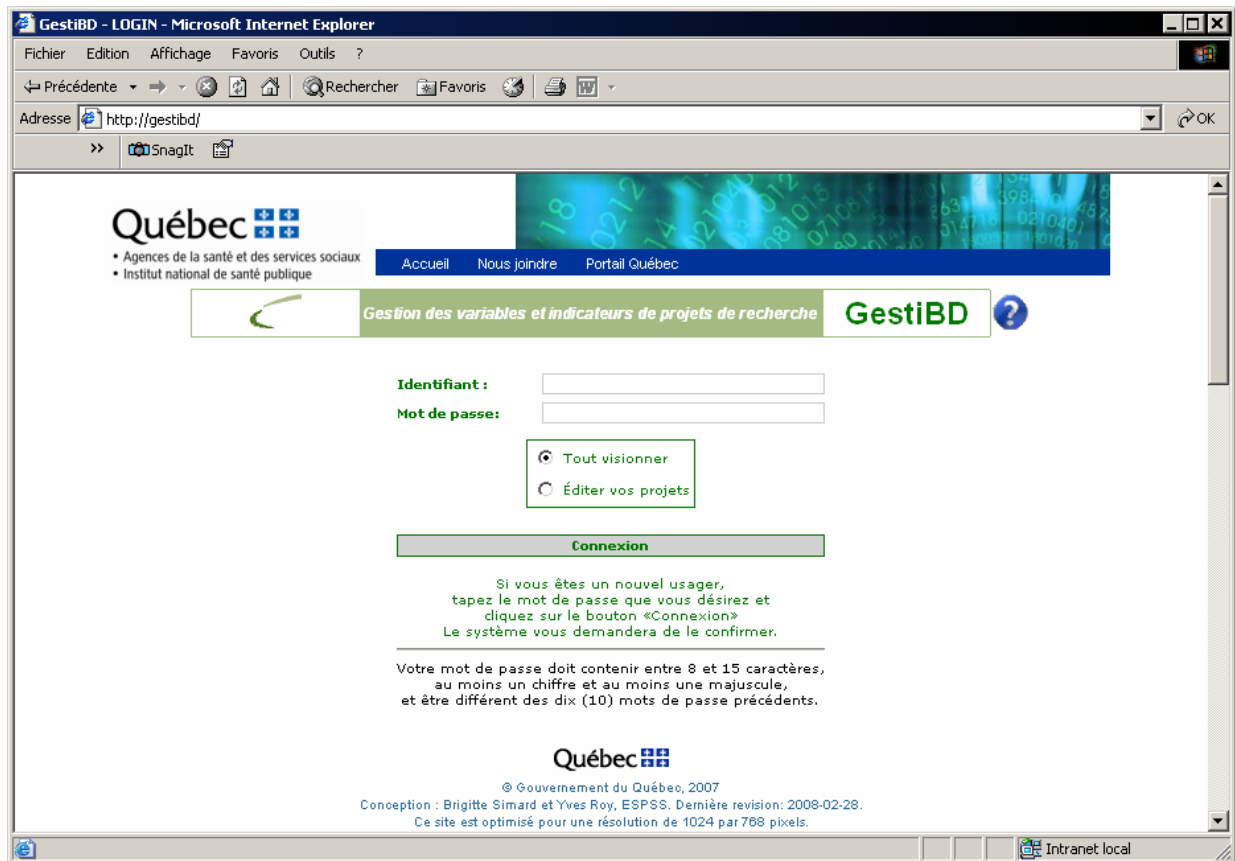 GestiBD - LOGIN - Microsoft Internet Explorer
Fichier Edition Affichage Favoris Outils ?
Précédente Rechercher Favoris
Adresse http://gestibd/ OK
>> SnagIt
Québec
• Agences de la santé et des services sociaux
• Institut national de santé publique
Accueil Nous joindre Portail Québec
Gestion des variables et indicateurs de projets de recherche GestiBD ?
Identifiant :
Mot de passe:
Tout visionner
Éditer vos projets
Connexion
Si vous êtes un nouvel usager,
tapez le mot de passe que vous désirez et
cliquez sur le bouton «Connexion»
Le système vous demandera de le confirmer.
Votre mot de passe doit contenir entre 8 et 15 caractères,
au moins un chiffre et au moins une majuscule,
et être différent des dix (10) mots de passe précédents.
Québec
© Gouvernement du Québec, 2007
Conception : Brigitte Simard et Yves Roy, ESPSS. Dernière revision: 2008-02-28.
Ce site est optimisé pour une résolution de 1024 par 768 pixels.
Intranet local